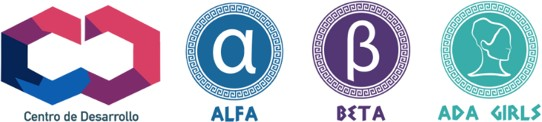 α
β
Centro de Desarrollo
ALFA
BETA
ADA GIRLS